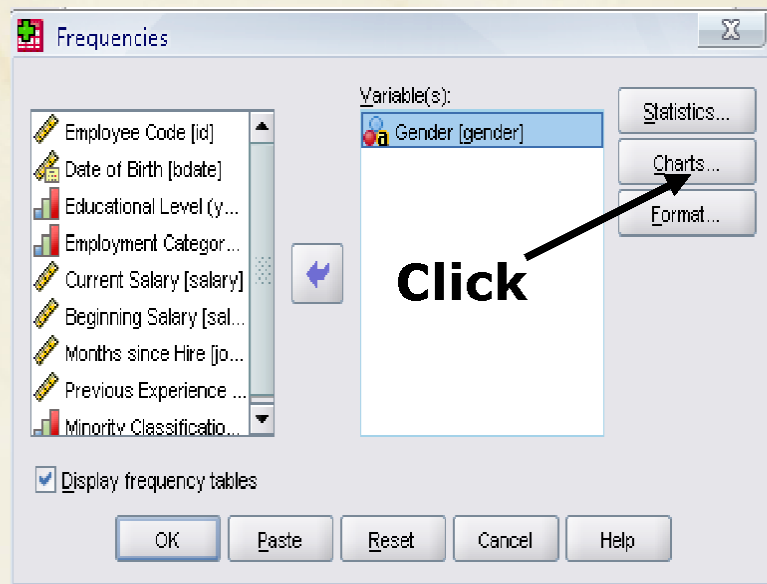 Frequencies
Employee Code [id]
Date of Birth [bdate]
Educational Level (y...
Employment Categor...
Current Salary [salary]
Beginning Salary [sal...
Months since Hire [jo...
Previous Experience ...
Minority Classificatio...
Variable(s):
Gender [gender]
Statistics...
Charts...
Format...
Click
Display frequency tables
OK
Paste
Reset
Cancel
Help